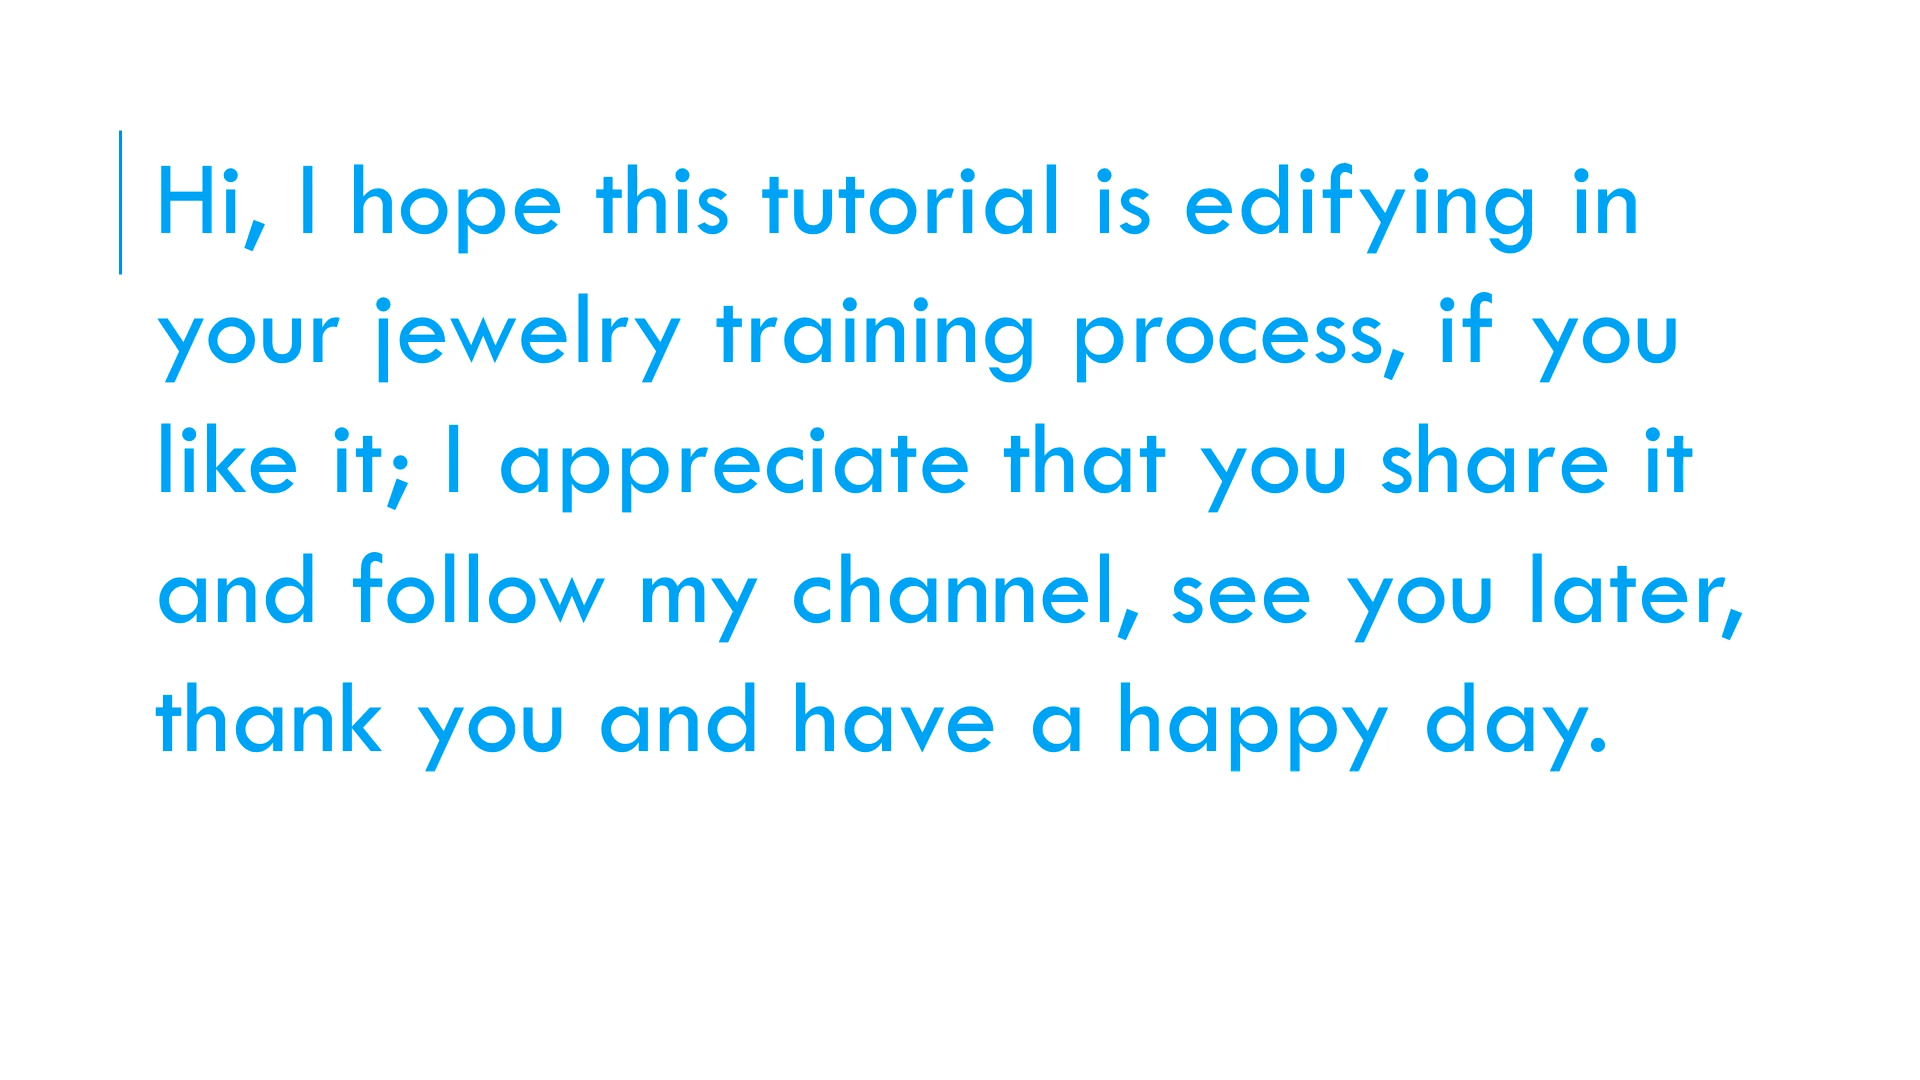 Hi, I hope this tutorial is edifying in
your jewelry training process, if you
like it; I appreciate that you share it
and follow my channel, see you later,
thank you and have a happy day.